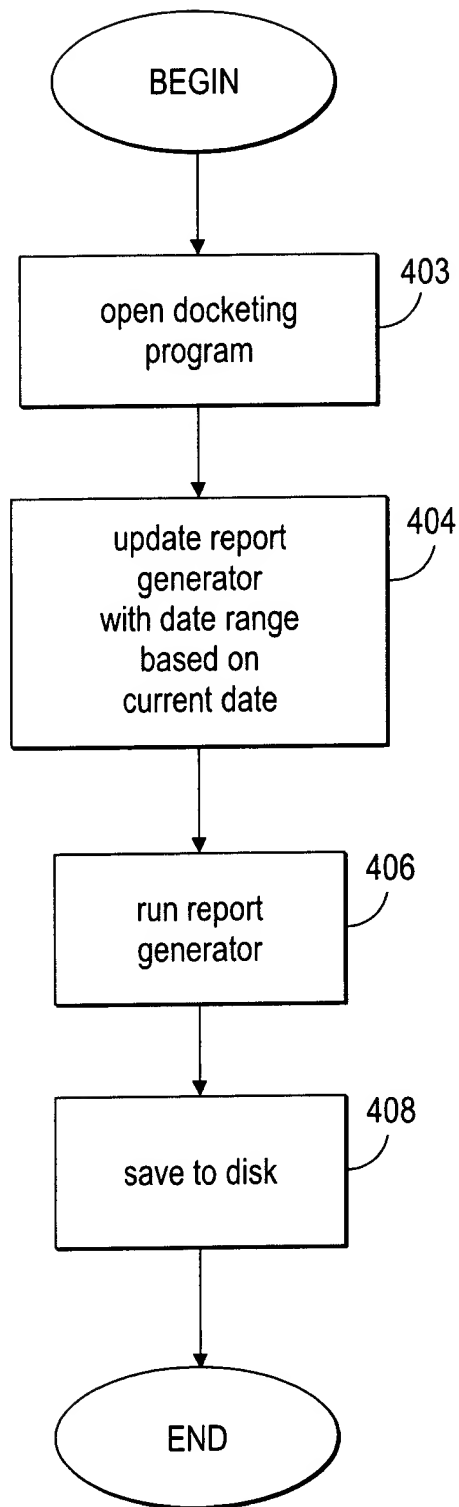 BEGIN
403
open docketing
program
404
update report
generator
with date range
based on
current date
406
run report
generator
408
save to disk
END